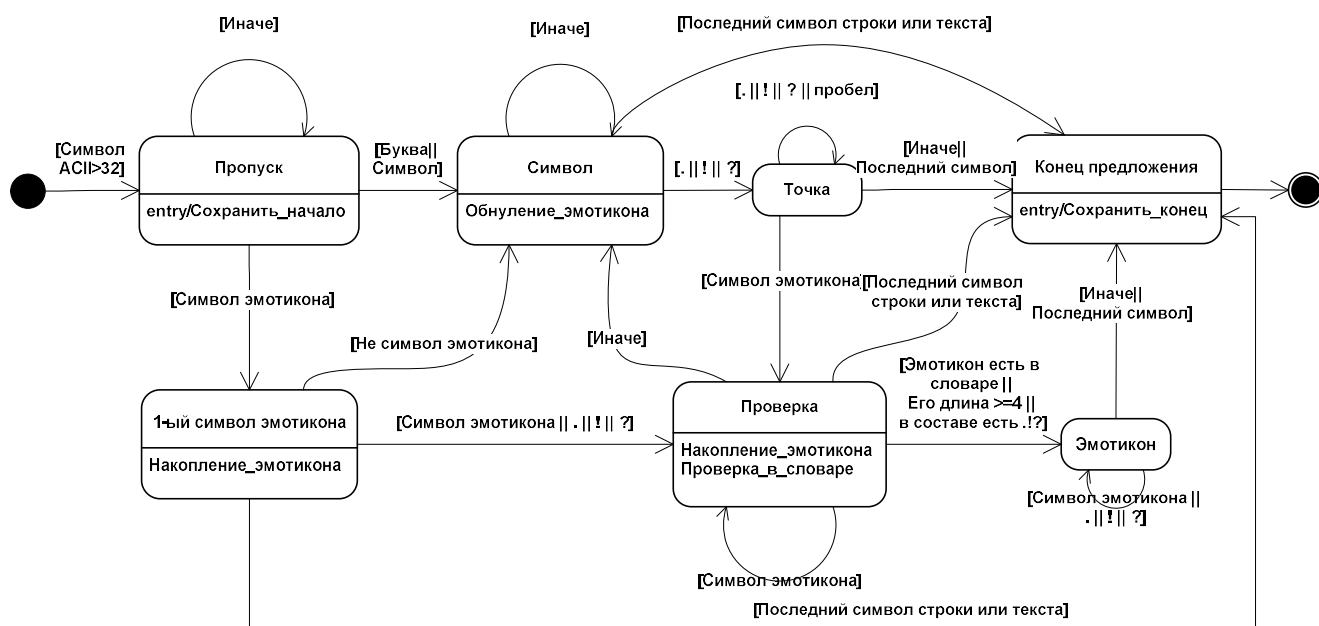 [Иначе]
[Иначе]
[Последний символ строки или текста]
[. || ! || ? || пробел]
[Символ
ACII>32]
Пропуск
entry/Сохранить_начало
[Буква||
Символ]
Символ
Обнуление_эмотикона
[. || ! || ?]
Точка
[Иначе||
Последний символ]
Конец предложения
entry/Сохранить_конец
[Символ эмотикона]
[Не символ эмотикона]
[Иначе]
[Символ эмотикона]
[Последний символ
строки или текста]
[Иначе||
Последний символ]
1-ый символ эмотикона
Накопление_эмотикона
[Символ эмотикона || . || ! || ?]
Проверка
Накопление_эмотикона
Проверка_в_словаре
[Эмотикон есть в
словаре ||
Его длина >=4 ||
в составе есть .!?]
Эмотикон
[Символ эмотикона ||
. || ! || ?]
[Символ эмотикона]
[Последний символ строки или текста]